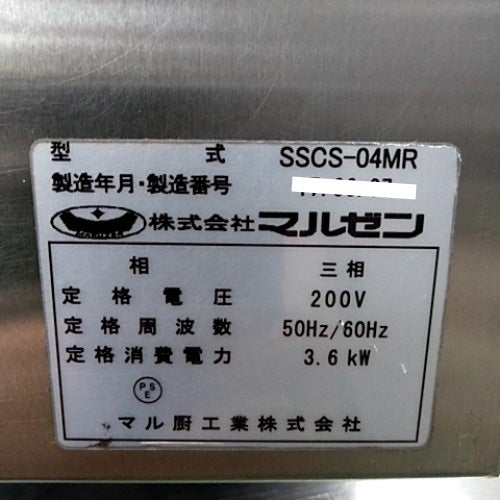 型式 SSCS-04MR
製造年月・製造番号
MARUZEN 株式会社 マルゼン
相 三相
定格電圧 200V
定格周波数 50Hz/60Hz
定格消費電力 3.6kW
PSE
マル厨工業株式会社